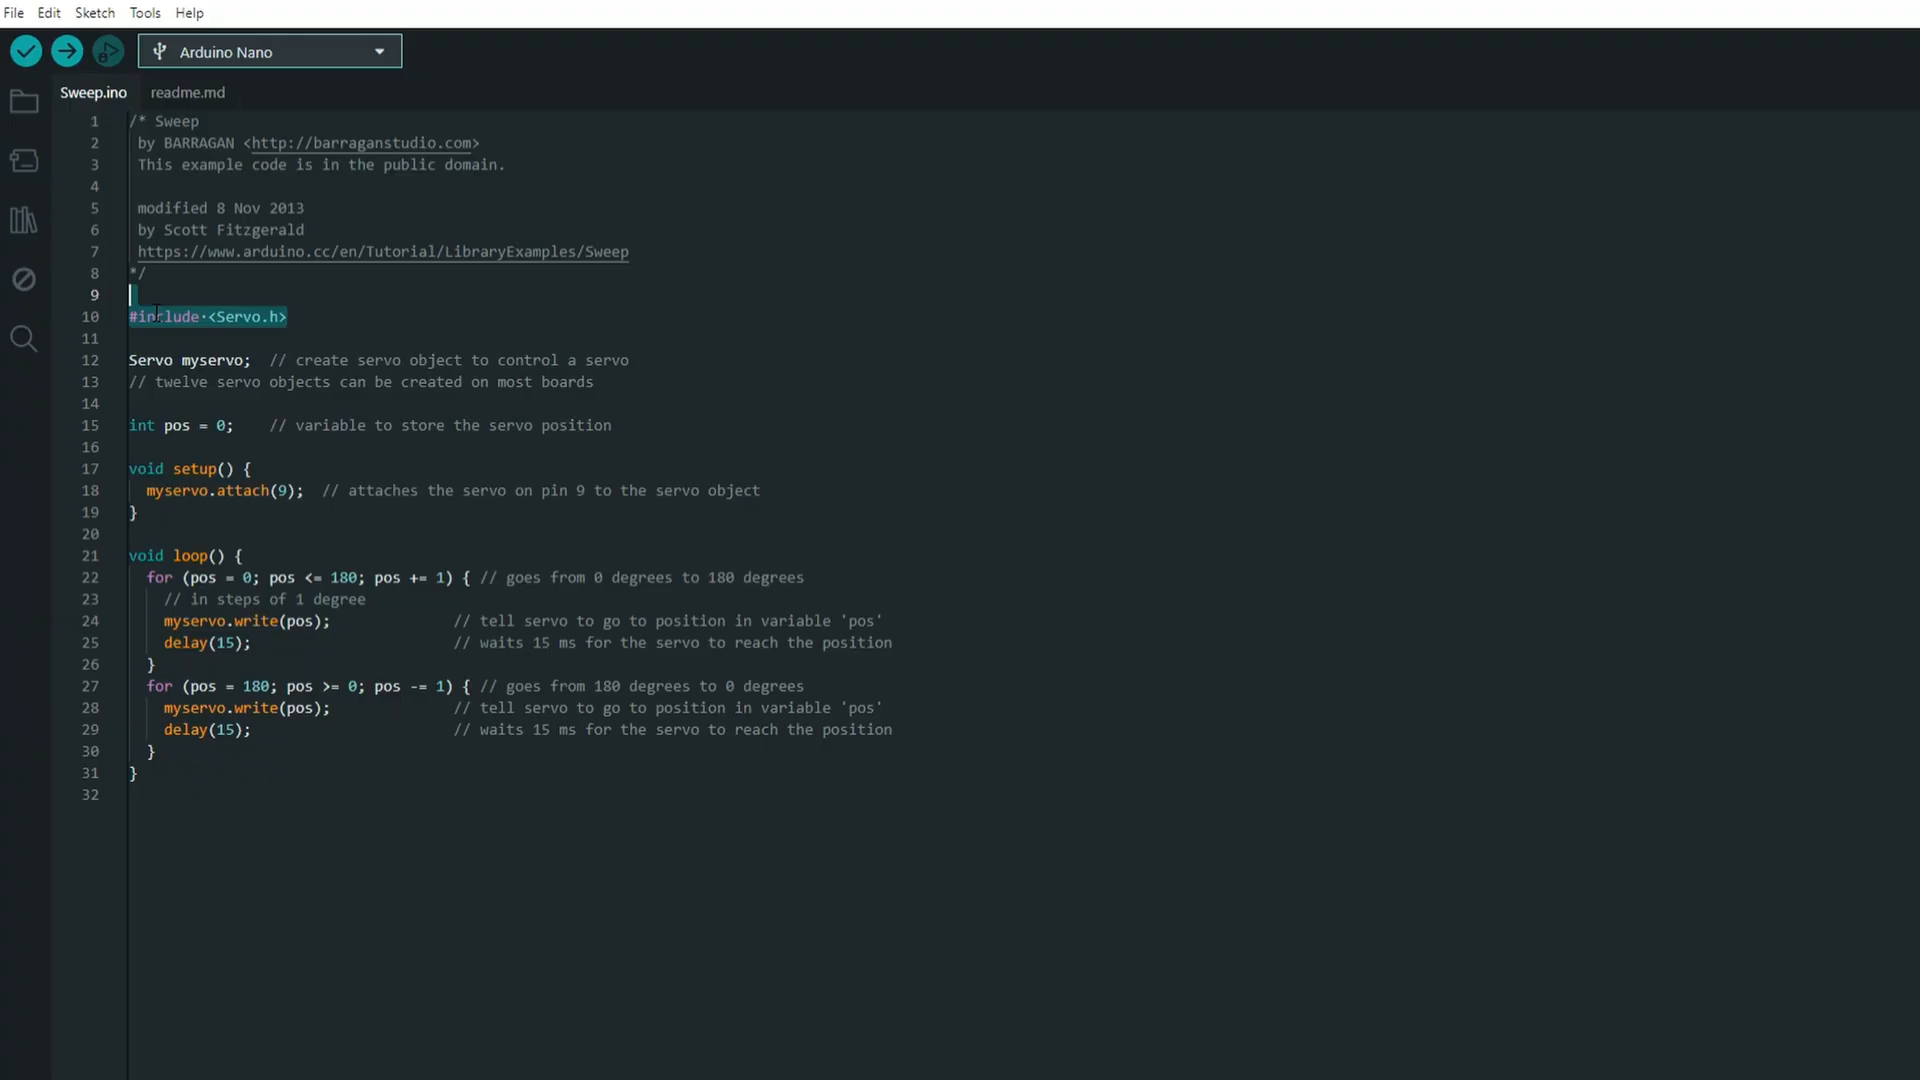 File Edit Sketch Tools Help
Arduino Nano
Sweep.ino readme.md
1 /* Sweep
2 by BARRAGAN <http://barraganstudio.com>
3 This example code is in the public domain.
4
5 modified 8 Nov 2013
6 by Scott Fitzgerald
7 https://www.arduino.cc/en/Tutorial/LibraryExamples/Sweep
8 */
9
10 #include·<Servo.h>
11
12 Servo myservo;  // create servo object to control a servo
13 // twelve servo objects can be created on most boards
14
15 int pos = 0;    // variable to store the servo position
16
17 void setup() {
18   myservo.attach(9);  // attaches the servo on pin 9 to the servo object
19 }
20
21 void loop() {
22   for (pos = 0; pos <= 180; pos += 1) { // goes from 0 degrees to 180 degrees
23     // in steps of 1 degree
24     myservo.write(pos);              // tell servo to go to position in variable 'pos'
25     delay(15);                       // waits 15 ms for the servo to reach the position
26   }
27   for (pos = 180; pos >= 0; pos -= 1) { // goes from 180 degrees to 0 degrees
28     myservo.write(pos);              // tell servo to go to position in variable 'pos'
29     delay(15);                       // waits 15 ms for the servo to reach the position
30   }
31 }
32